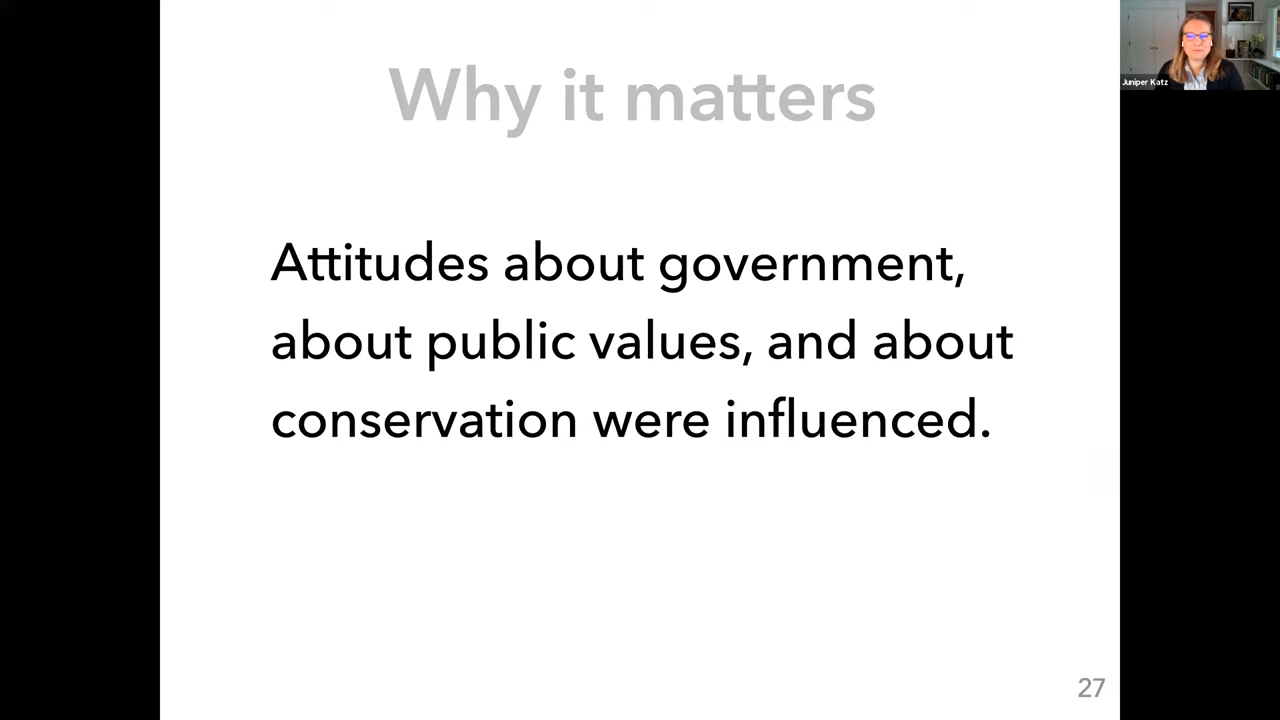 Why it matters
Juniper Katz
Attitudes about government,
about public values, and about
conservation were influenced.
27